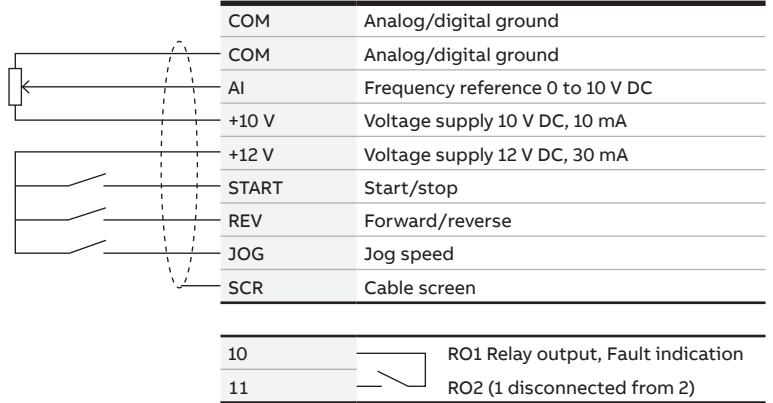 COM Analog/digital ground
COM Analog/digital ground
AI Frequency reference 0 to 10 V DC
+10 V Voltage supply 10 V DC, 10 mA
+12 V Voltage supply 12 V DC, 30 mA
START Start/stop
REV Forward/reverse
JOG Jog speed
SCR Cable screen
10 RO1 Relay output, Fault indication
11 RO2 (1 disconnected from 2)